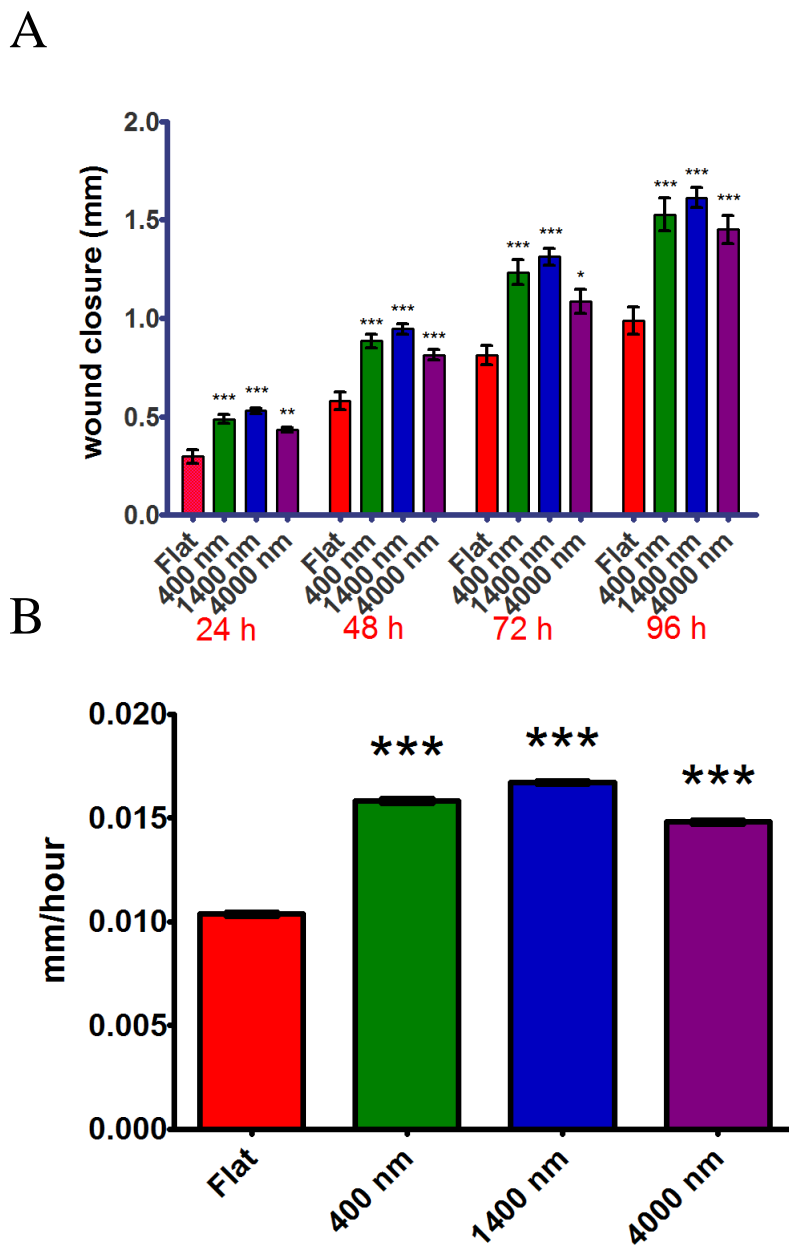 A
wound closure (mm)
2.0
1.5
1.0
0.5
0.0
*** *** **
*** *** ***
*** *** *
*** *** ***
Flat 400 nm 1400 nm 4000 nm
Flat 400 nm 1400 nm 4000 nm
Flat 400 nm 1400 nm 4000 nm
Flat 400 nm 1400 nm 4000 nm
24 h 48 h 72 h 96 h
B
mm/hour
0.020
0.015
0.010
0.005
0.000
*** *** ***
Flat 400 nm 1400 nm 4000 nm